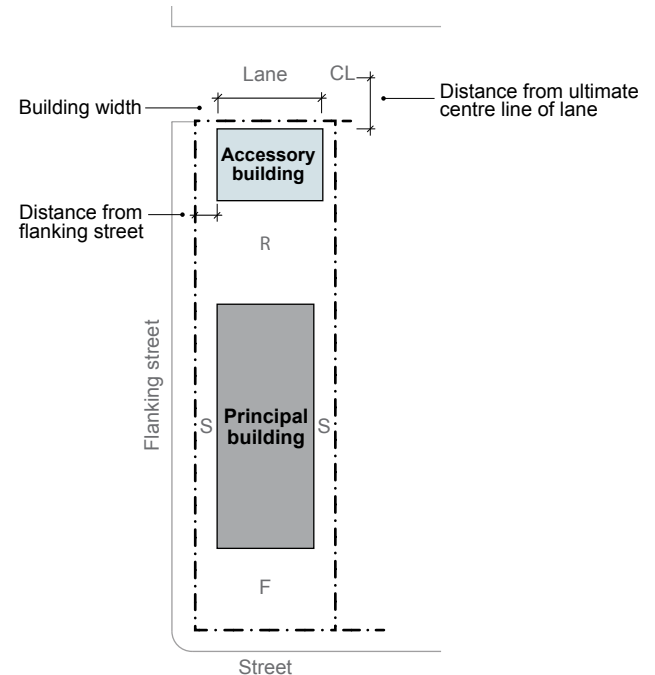 Lane
CL
Distance from ultimate
centre line of lane
Building width
Accessory
building
Distance from
flanking street
R
Flanking street
S
Principal
building
S
F
Street